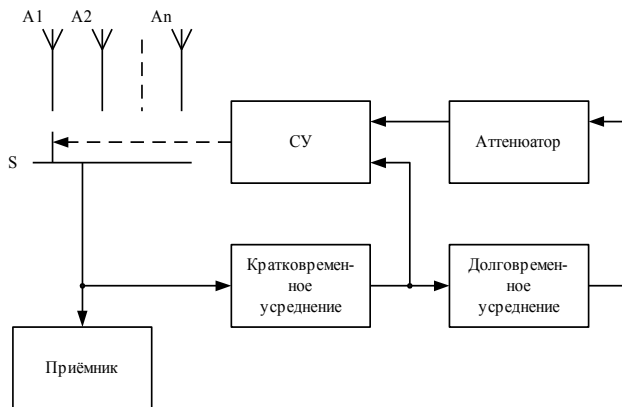 A1 A2 An
СУ
Аттенюатор
S
Кратковремен-
ное
усреднение
Долговремен-
ное
усреднение
Приёмник